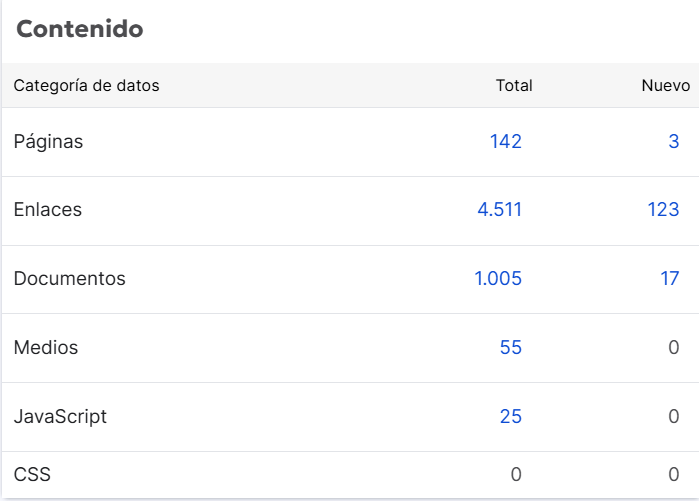 Contenido
Categoría de datos Total Nuevo
Páginas 142 3
Enlaces 4.511 123
Documentos 1.005 17
Medios 55 0
JavaScript 25 0
CSS 0 0